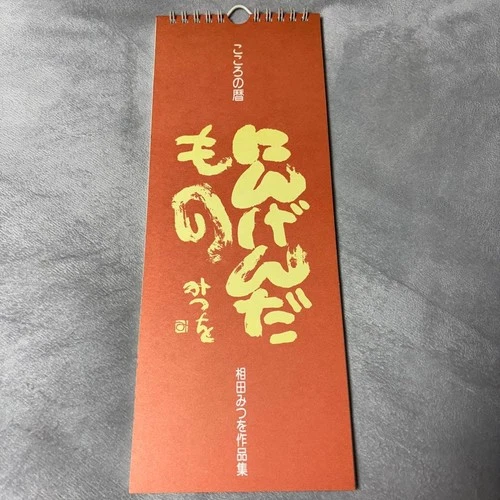 こころの暦
にんげんだ
もの
みつを
相田みつを作品集